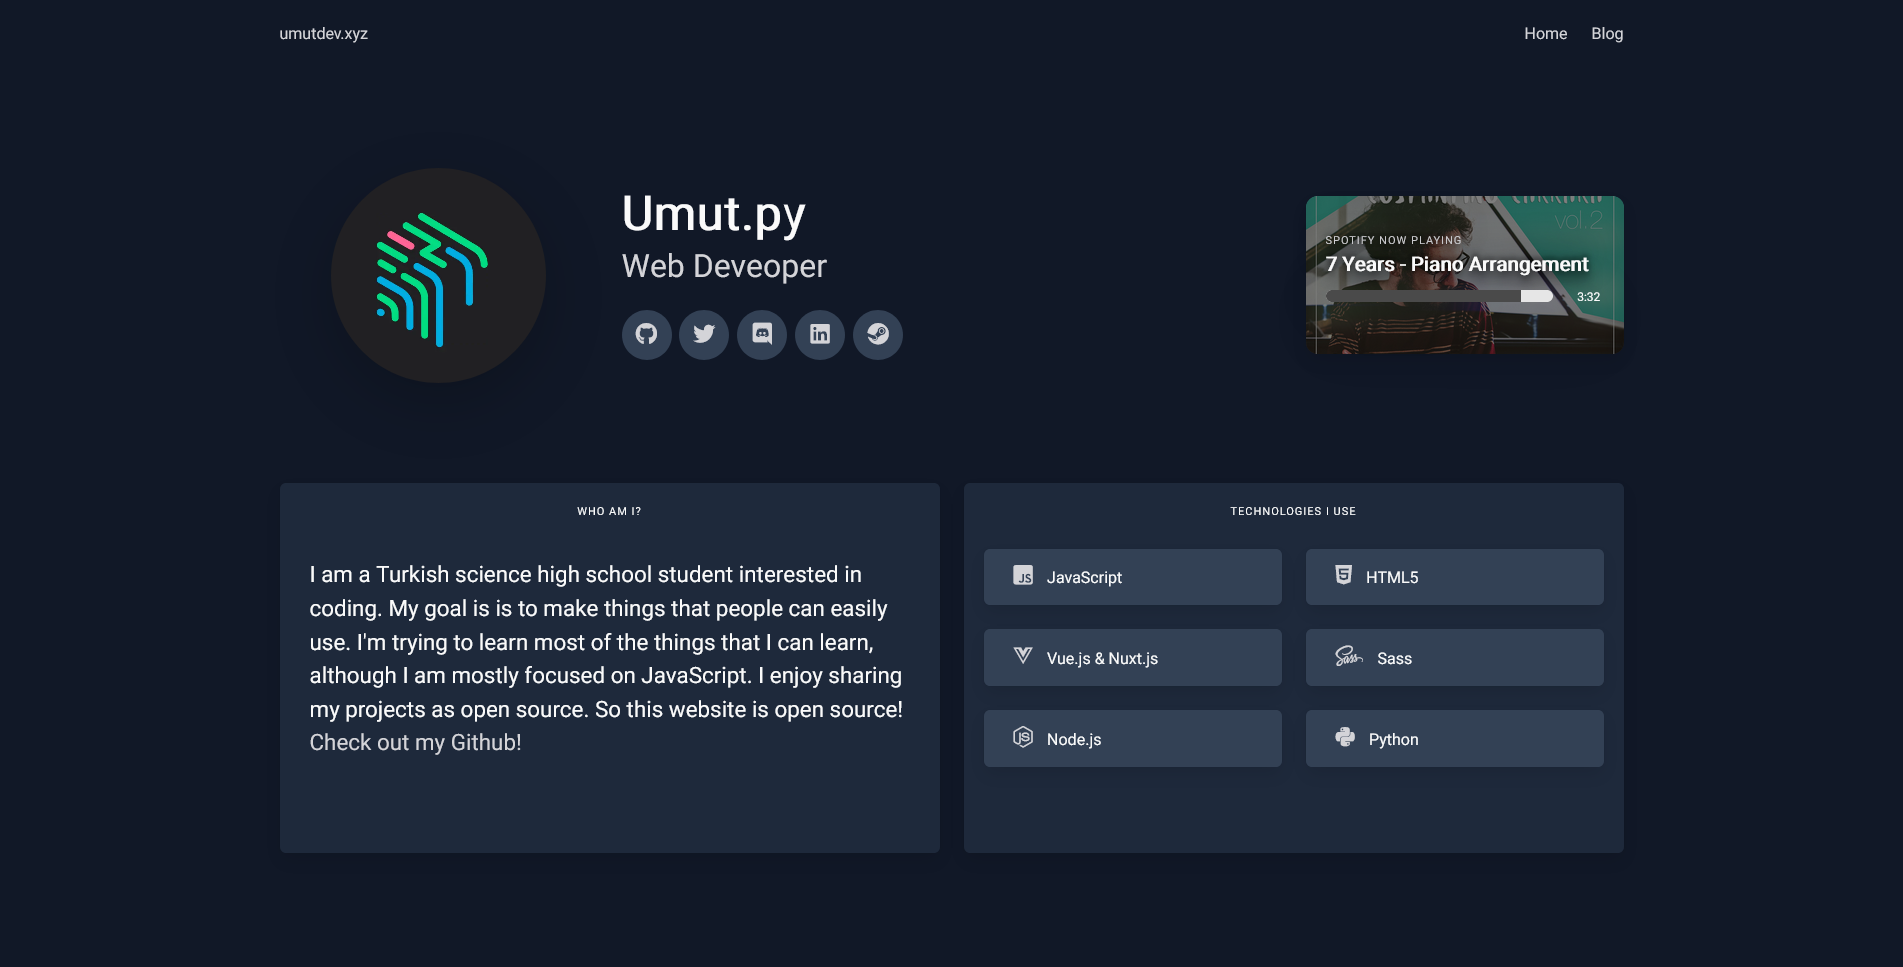 umutdev.xyz
Home
Blog
Umut.py
Web Deveoper
vol.2
SPOTIFY NOW PLAYING
7 Years - Piano Arrangement
3:32
WHO AM I?
I am a Turkish science high school student interested in
coding. My goal is is to make things that people can easily
use. I'm trying to learn most of the things that I can learn,
although I am mostly focused on JavaScript. I enjoy sharing
my projects as open source. So this website is open source!
Check out my Github!
TECHNOLOGIES I USE
JS JavaScript
HTML5
Vue.js & Nuxt.js
Sass Sass
JS Node.js
Python